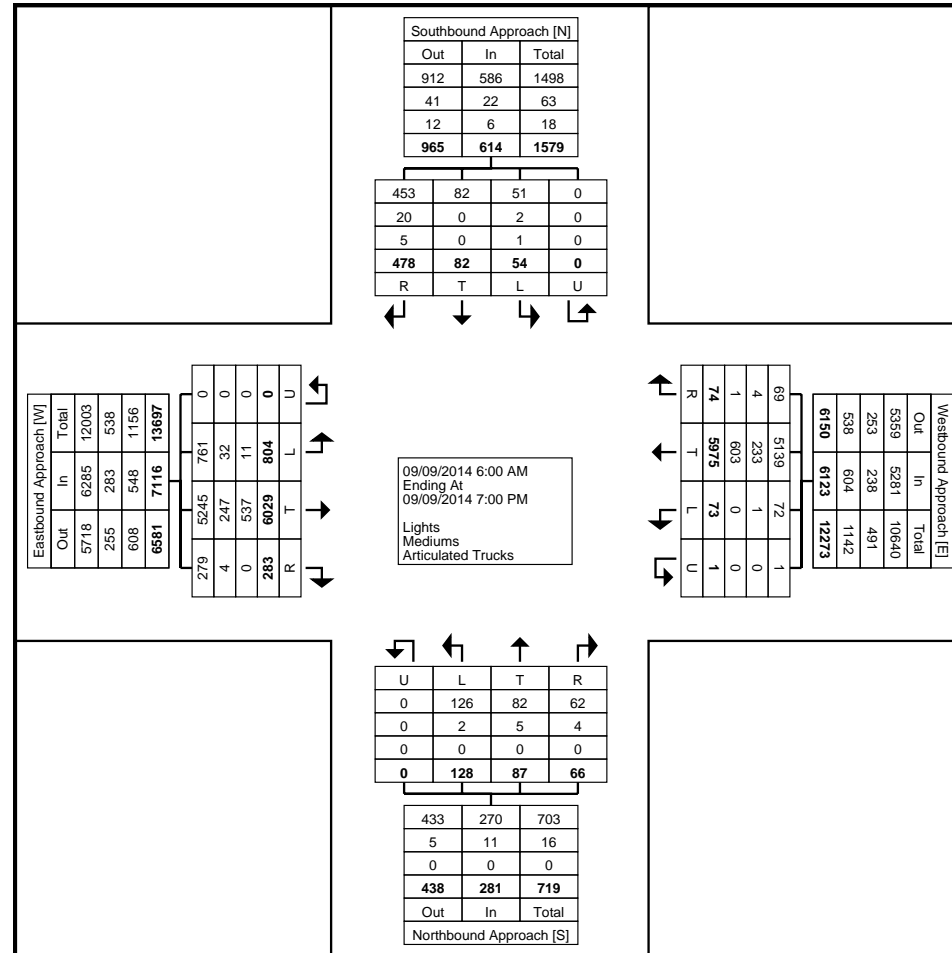 Southbound Approach [N]
Out In Total
912 586 1498
41 22 63
12 6 18
965 614 1579
453 82 51 0
20 0 2 0
5 0 1 0
478 82 54 0
R T L U
Eastbound Approach [W]
Total In Out
12003 6285 5718
538 283 255
1156 548 608
13697 7116 6581
0 761 5245 279
0 32 247 4
0 11 537 0
0 804 6029 283
U L T R
09/09/2014 6:00 AM
Ending At
09/09/2014 7:00 PM
Lights
Mediums
Articulated Trucks
R T L U
74 5975 73 1
1 603 0 0
4 233 1 0
69 5139 72 1
Westbound Approach [E]
Out In Total
5359 5281 10640
253 238 491
538 604 1142
6150 6123 12273
U L T R
0 126 82 62
0 2 5 4
0 0 0 0
0 128 87 66
433 270 703
5 11 16
0 0 0
438 281 719
Out In Total
Northbound Approach [S]